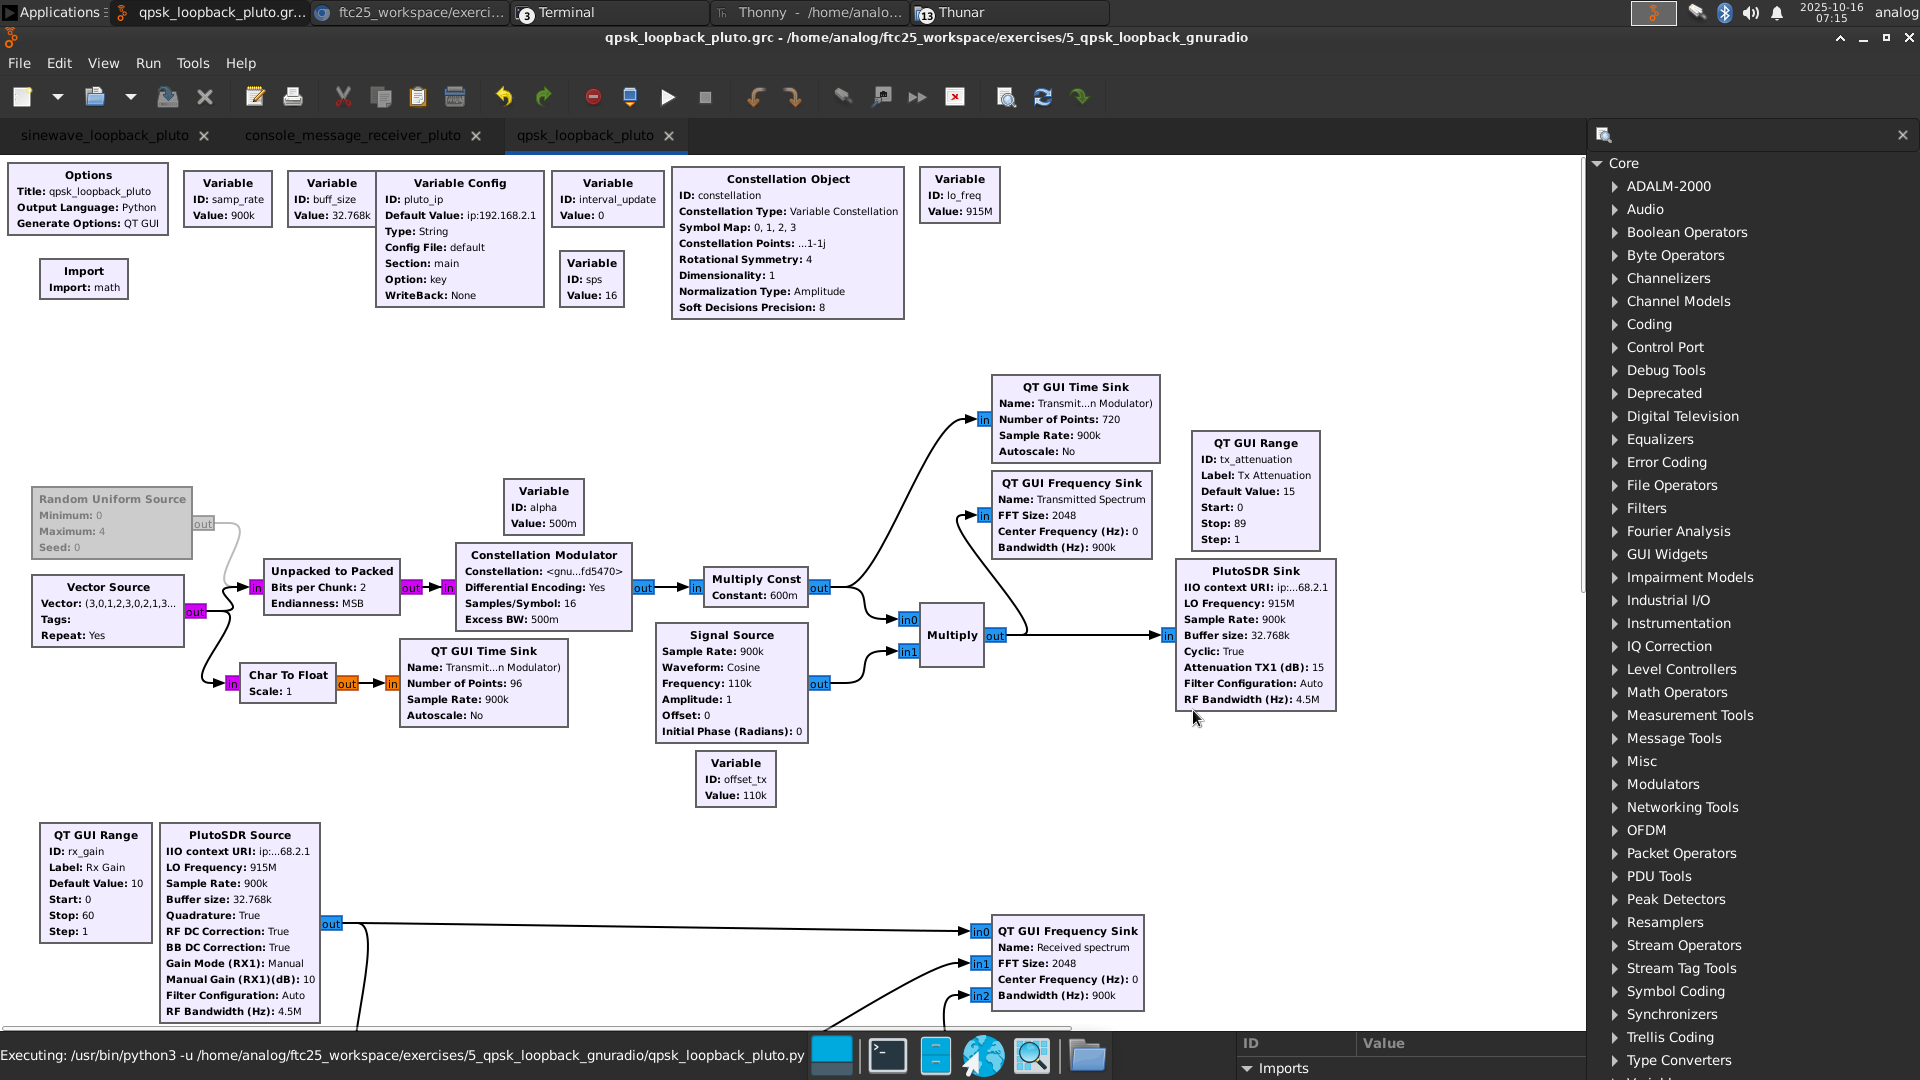 Applications
qpsk_loopback_pluto.gr...
ftc25_workspace/exerci...
3 Terminal
Thonny - /home/analo...
13 Thunar
2025-10-16
07:15
analog
qpsk_loopback_pluto.grc - /home/analog/ftc25_workspace/exercises/5_qpsk_loopback_gnuradio
File Edit View Run Tools Help
sinewave_loopback_pluto
console_message_receiver_pluto
qpsk_loopback_pluto
Options
Title: qpsk_loopback_pluto
Output Language: Python
Generate Options: QT GUI
Variable
ID: samp_rate
Value: 900k
Variable
ID: buff_size
Value: 32.768k
Variable Config
ID: pluto_ip
Default Value: ip:192.168.2.1
Type: String
Config File: default
Section: main
Option: key
WriteBack: None
Variable
ID: interval_update
Value: 0
Constellation Object
ID: constellation
Constellation Type: Variable Constellation
Symbol Map: 0, 1, 2, 3
Constellation Points: ...1-1j
Rotational Symmetry: 4
Dimensionality: 1
Normalization Type: Amplitude
Soft Decisions Precision: 8
Variable
ID: lo_freq
Value: 915M
Import
Import: math
Variable
ID: sps
Value: 16
QT GUI Time Sink
Name: Transmit...n Modulator)
Number of Points: 720
Sample Rate: 900k
Autoscale: No
in
QT GUI Range
ID: tx_attenuation
Label: Tx Attenuation
Default Value: 15
Start: 0
Stop: 89
Step: 1
QT GUI Frequency Sink
Name: Transmitted Spectrum
FFT Size: 2048
Center Frequency (Hz): 0
Bandwidth (Hz): 900k
in
Random Uniform Source
Minimum: 0
Maximum: 4
Seed: 0
out
Variable
ID: alpha
Value: 500m
Vector Source
Vector: (3,0,1,2,3,0,2,1,3...
Tags:
Repeat: Yes
out
in
Unpacked to Packed
Bits per Chunk: 2
Endianness: MSB
out
in
Constellation Modulator
Constellation: <gnu...fd5470>
Differential Encoding: Yes
Samples/Symbol: 16
Excess BW: 500m
out
in
Multiply Const
Constant: 600m
out
in0
in1
Multiply
out
in
PlutoSDR Sink
IIO context URI: ip:...68.2.1
LO Frequency: 915M
Sample Rate: 900k
Buffer size: 32.768k
Cyclic: True
Attenuation TX1 (dB): 15
Filter Configuration: Auto
RF Bandwidth (Hz): 4.5M
in
Char To Float
Scale: 1
out
in
QT GUI Time Sink
Name: Transmit...n Modulator)
Number of Points: 96
Sample Rate: 900k
Autoscale: No
Signal Source
Sample Rate: 900k
Waveform: Cosine
Frequency: 110k
Amplitude: 1
Offset: 0
Initial Phase (Radians): 0
out
Variable
ID: offset_tx
Value: 110k
QT GUI Range
ID: rx_gain
Label: Rx Gain
Default Value: 10
Start: 0
Stop: 60
Step: 1
PlutoSDR Source
IIO context URI: ip:...68.2.1
LO Frequency: 915M
Sample Rate: 900k
Buffer size: 32.768k
Quadrature: True
RF DC Correction: True
BB DC Correction: True
Gain Mode (RX1): Manual
Manual Gain (RX1)(dB): 10
Filter Configuration: Auto
RF Bandwidth (Hz): 4.5M
out
in0
in1
in2
QT GUI Frequency Sink
Name: Received spectrum
FFT Size: 2048
Center Frequency (Hz): 0
Bandwidth (Hz): 900k
Core
ADALM-2000
Audio
Boolean Operators
Byte Operators
Channelizers
Channel Models
Coding
Control Port
Debug Tools
Deprecated
Digital Television
Equalizers
Error Coding
File Operators
Filters
Fourier Analysis
GUI Widgets
Impairment Models
Industrial I/O
Instrumentation
IQ Correction
Level Controllers
Math Operators
Measurement Tools
Message Tools
Misc
Modulators
Networking Tools
OFDM
Packet Operators
PDU Tools
Peak Detectors
Resamplers
Stream Operators
Stream Tag Tools
Symbol Coding
Synchronizers
Trellis Coding
Type Converters
Executing: /usr/bin/python3 -u /home/analog/ftc25_workspace/exercises/5_qpsk_loopback_gnuradio/qpsk_loopback_pluto.py
ID Value
Imports